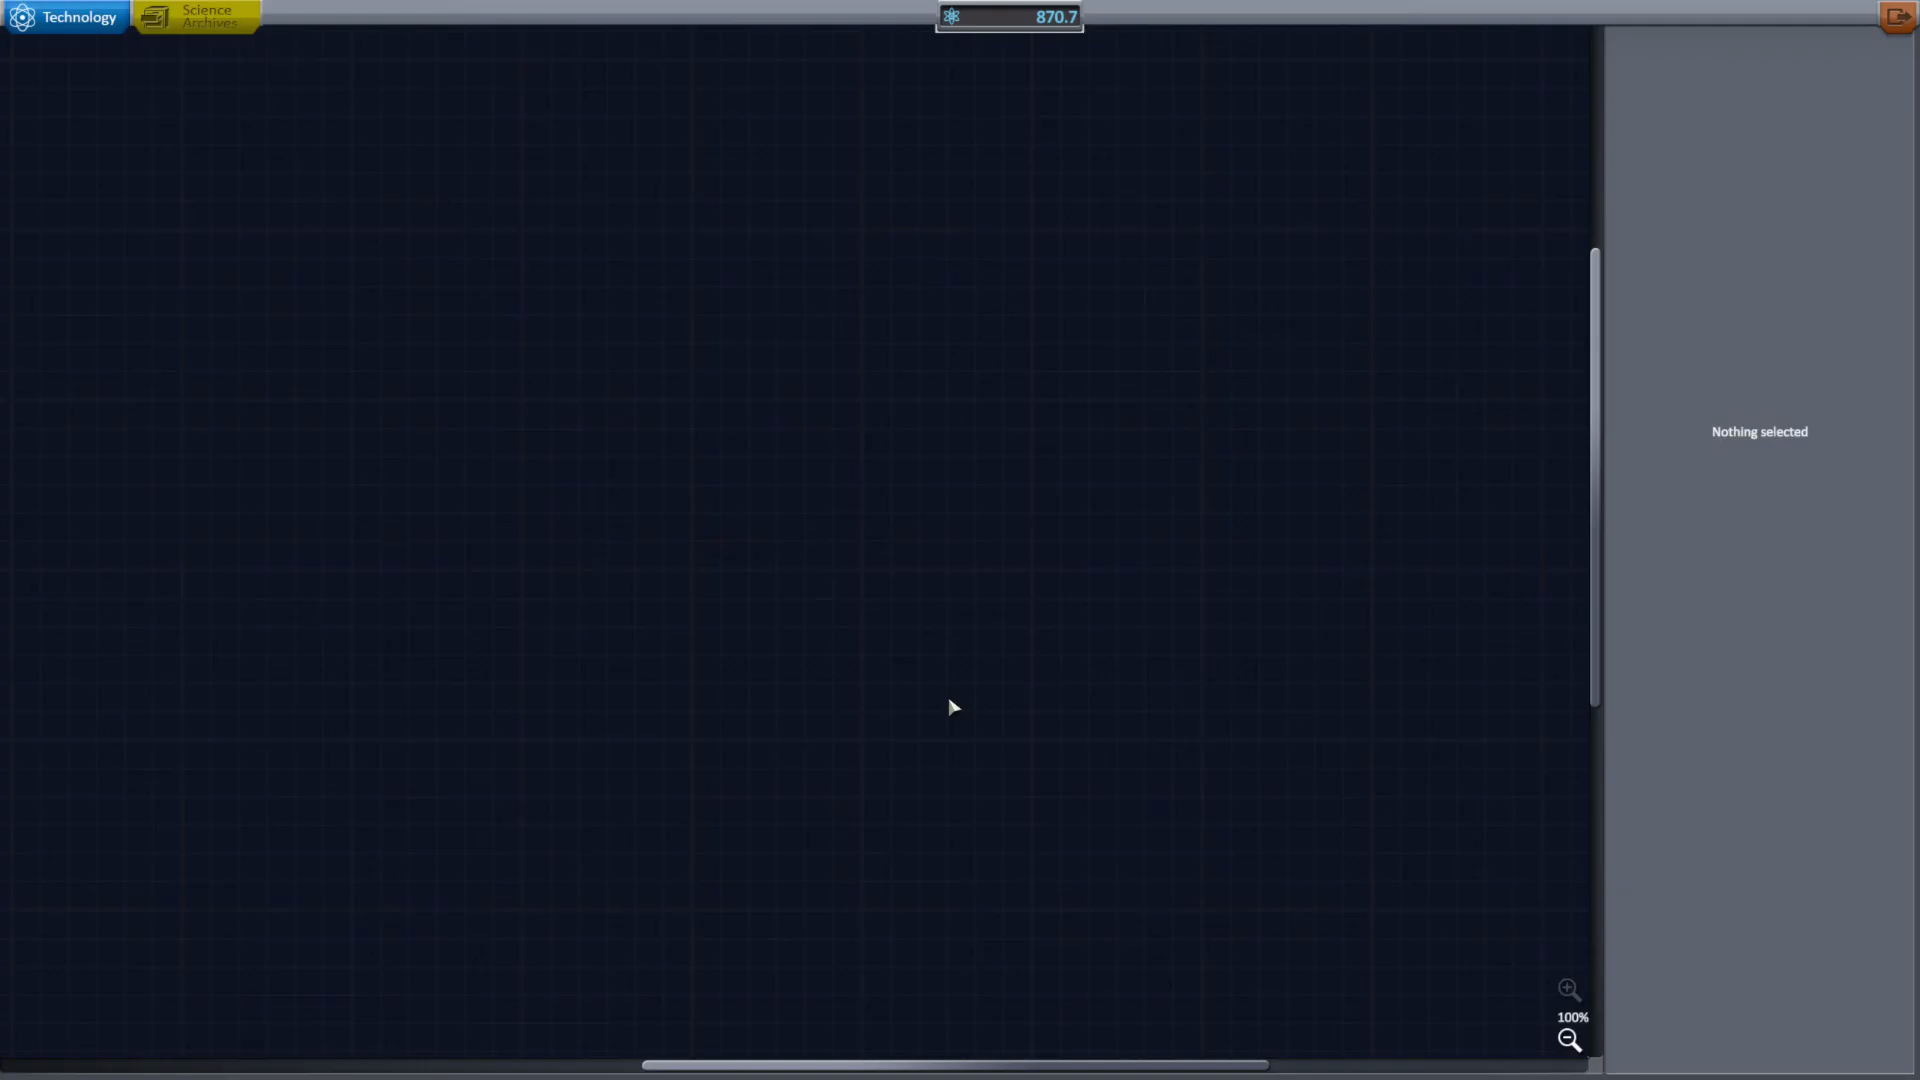 Technology
Science
Archives
870.7
Nothing selected
100%